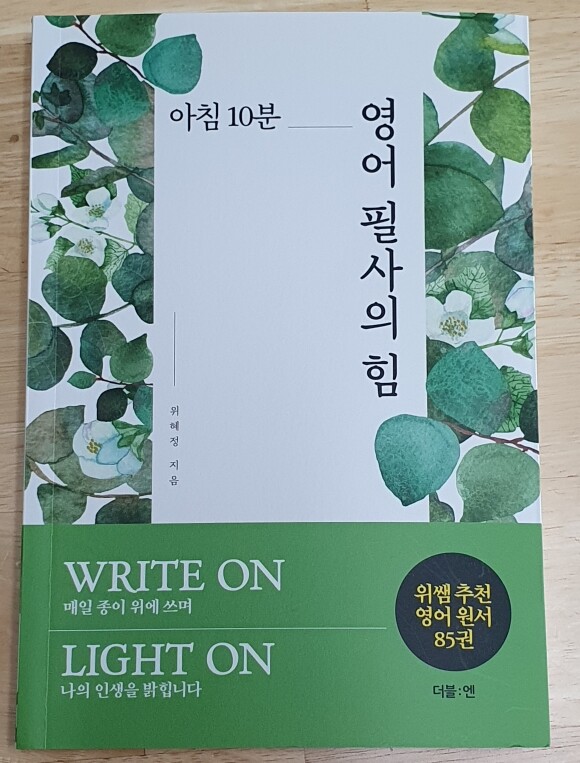 아침 10분
영어 필사의 힘
위혜정 지음
WRITE ON
매일 종이 위에 쓰며
LIGHT ON
나의 인생을 밝힙니다
위쌤 추천
영어 원서
85권
더블:엔